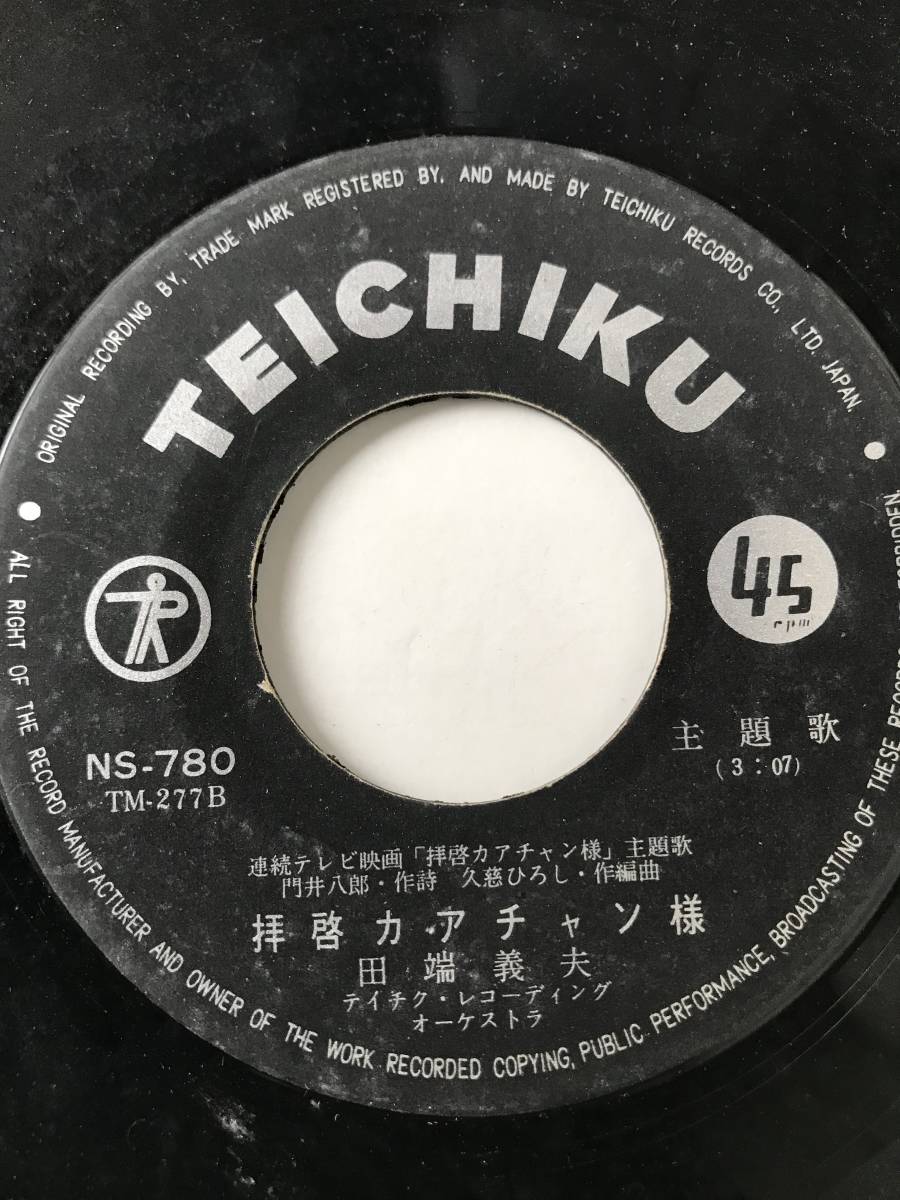 ORIGINAL RECORDING BY, TRADE MARK REGISTERED BY, AND MADE BY TEICHIKU RECORDS CO., LTD. JAPAN.
TEICHIKU
45
rpm
NS-780
TM-277B
主題歌
(3:07)
連続テレビ映画「拝啓カアチャン様」主題歌
門井八郎・作詩 久慈ひろし・作編曲
拝啓カアチャン様
田端義夫
テイチク・レコーディング
オーケストラ
ALL RIGHT OF THE RECORD MANUFACTURER AND OWNER OF THE WORK RECORDED COPYING, PUBLIC PERFORMANCE, BROADCASTING OF THESE RECORDS